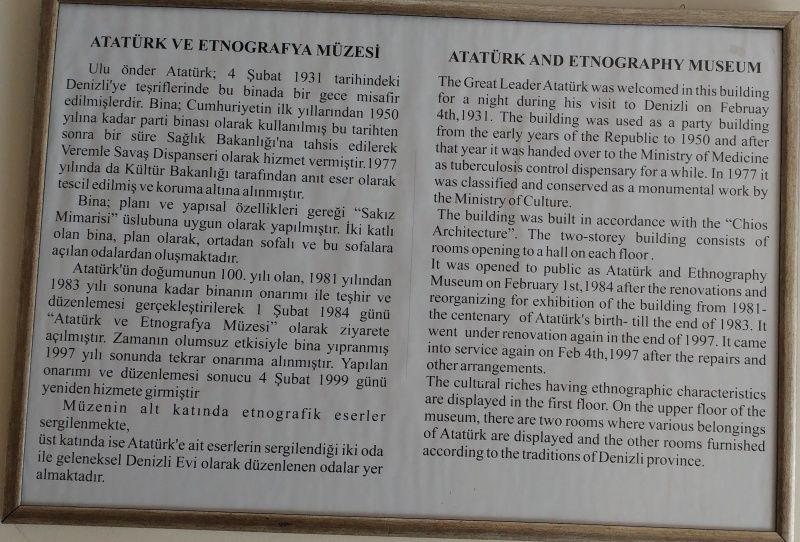 ATATÜRK VE ETNOGRAFYA MÜZESİ
Ulu önder Atatürk; 4 Şubat 1931 tarihindeki
Denizli'ye teşriflerinde bu binada bir gece misafir
edilmişlerdir. Bina; Cumhuriyetin ilk yıllarından 1950
yılına kadar parti binası olarak kullanılmış bu tarihten
sonra bir süre Sağlık Bakanlığı'na tahsis edilerek
Veremle Savaş Dispanseri olarak hizmet vermiştir.1977
yılında da Kültür Bakanlığı tarafından anıt eser olarak
tescil edilmiş ve koruma altına alınmıştır.
Bina; planı ve yapısal özellikleri gereği “Sakız
Mimarisi” üslubuna uygun olarak yapılmıştır. İki katlı
olan bina, plan olarak, ortadan sofalı ve bu sofalara
açılan odalardan oluşmaktadır.
Atatürk'ün doğumunun 100. yılı olan, 1981 yılından
1983 yılı sonuna kadar binanın onarımı ile teşhir ve
düzenlemesi gerçekleştirilerek 1 Şubat 1984 günü
“Atatürk ve Etnografya Müzesi” olarak ziyarete
açılmıştır. Zamanın olumsuz etkisiyle bina yıpranmış
1997 yılı sonunda tekrar onarıma alınmıştır. Yapılan
onarımı ve düzenlemesi sonucu 4 Şubat 1999 günü
yeniden hizmete girmiştir
Müzenin alt katında etnografik eserler
sergilenmekte,
üst katında ise Atatürk'e ait eserlerin sergilendiği iki oda
ile geleneksel Denizli Evi olarak düzenlenen odalar yer
almaktadır.
ATATÜRK AND ETNOGRAPHY MUSEUM
The Great Leader Atatürk was welcomed in this building
for a night during his visit to Denizli on Februay
4th,1931. The building was used as a party building
from the early years of the Republic to 1950 and after
that year it was handed over to the Ministry of Medicine
as tuberculosis control dispensary for a while. In 1977 it
was classified and conserved as a monumental work by
the Ministry of Culture.
The building was built in accordance with the “Chios
Architecture”. The two-storey building consists of
rooms opening to a hall on each floor .
It was opened to public as Atatürk and Ethnography
Museum on February 1st,1984 after the renovations and
reorganizing for exhibition of the building from 1981-
the centenary of Atatürk's birth- till the end of 1983. It
went under renovation again in the end of 1997. It came
into service again on Feb 4th,1997 after the repairs and
other arrangements.
The cultural riches having ethnographic characteristics
are displayed in the first floor. On the upper floor of the
museum, there are two rooms where various belongings
of Atatürk are displayed and the other rooms furnished
according to the traditions of Denizli province.